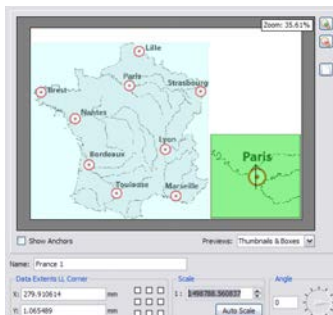 Zoom: 35.61%
Lille
Paris
Strasbourg
Brest
Nantes
Lyon
Paris
Bordeaux
Toulouse
Marseille
Show Anchors
Previews: Thumbnails & Boxes
Name: France 1
Data Extents LL Corner
Scale
Angle
X: 279.910614 mm
1: 1498788.560837
0
Y: 1.065489 mm
Auto Scale